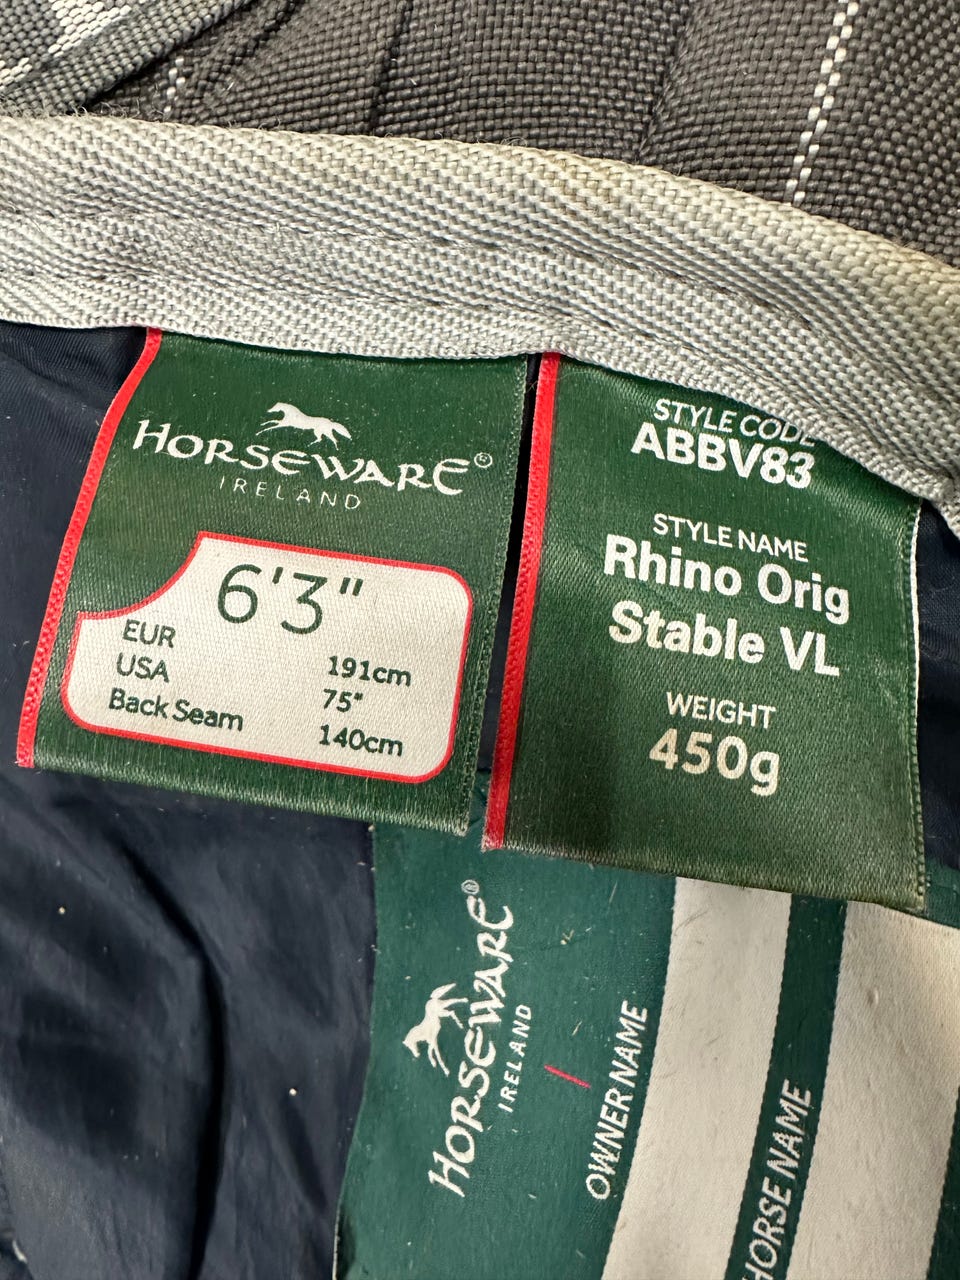 HORSEWARE®
IRELAND
6'3"
EUR 191cm
USA 75"
Back Seam 140cm
STYLE CODE
ABBV83
STYLE NAME
Rhino Orig
Stable VL
WEIGHT
450g
HORSEWARE®
IRELAND
OWNER NAME
HORSE NAME